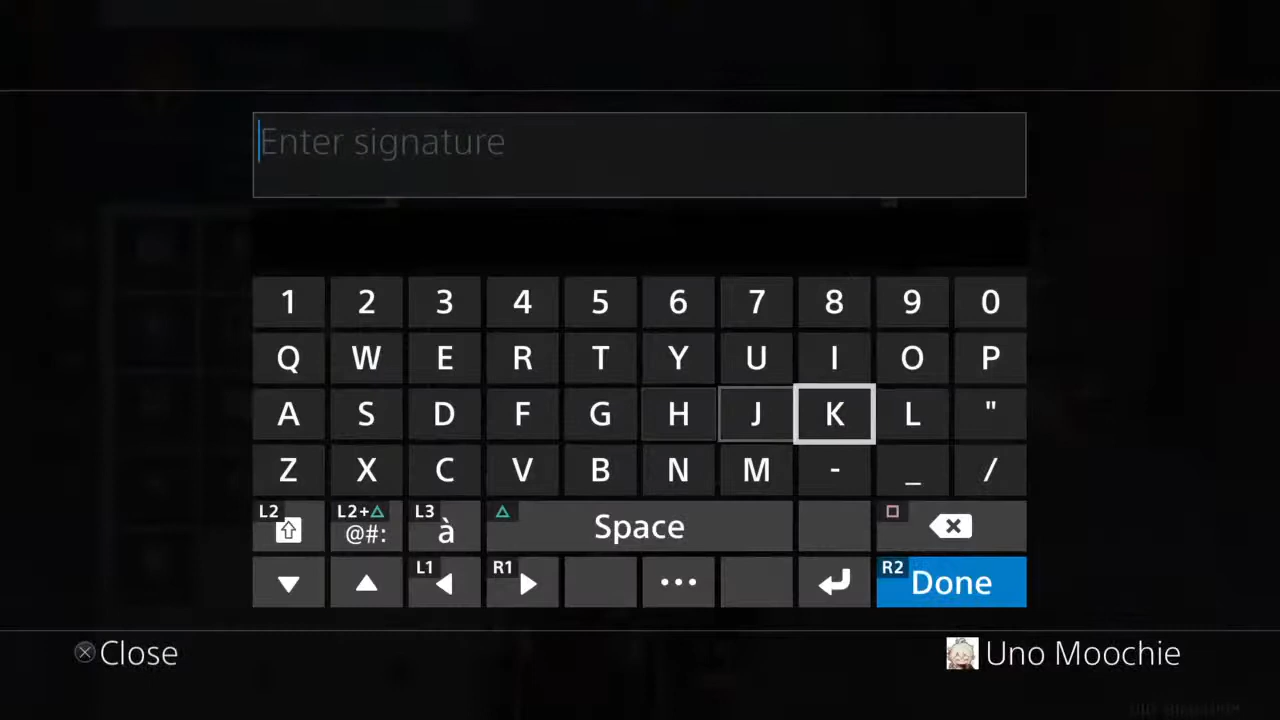 Enter signature
1 2 3 4 5 6 7 8 9 0
Q W E R T Y U I O P
A S D F G H J K L "
Z X C V B N M - _ /
L2 L2+△ @#: L3 à △ Space □
L1 R1 ... R2 Done
Close Uno Moochie